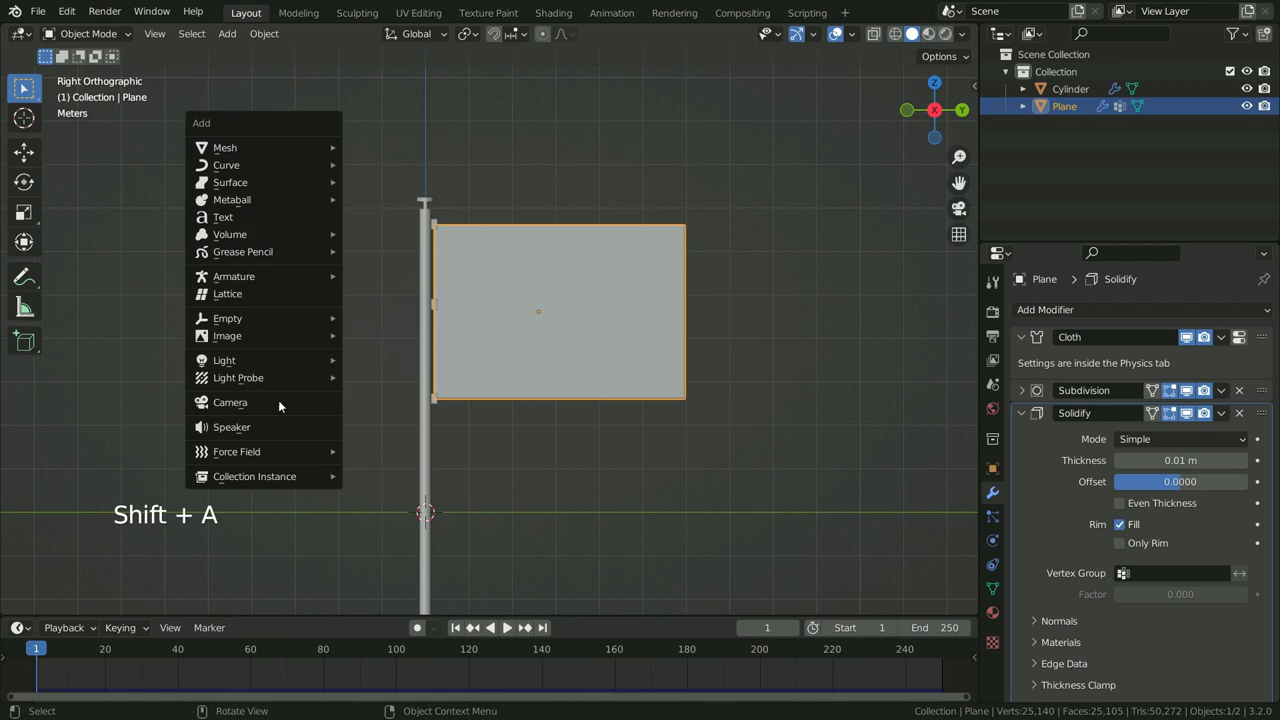 File Edit Render Window Help Layout Modeling Sculpting UV Editing Texture Paint Shading Animation Rendering Compositing Scripting Scene View Layer
Object Mode View Select Add Object Global
Options
Right Orthographic
(1) Collection | Plane
Meters
Z
Y
X
Add
Mesh
Curve
Surface
Metaball
Text
Volume
Grease Pencil
Armature
Lattice
Empty
Image
Light
Light Probe
Camera
Speaker
Force Field
Collection Instance
Shift + A
Scene Collection
Collection
Cylinder
Plane
Plane > Solidify
Add Modifier
Cloth
Settings are inside the Physics tab
Subdivision
Solidify
Mode Simple
Thickness 0.01 m
Offset 0.0000
Even Thickness
Rim Fill
Only Rim
Vertex Group
Factor 0.000
Normals
Materials
Edge Data
Thickness Clamp
Playback Keying View Marker 1 Start 1 End 250
1 20 40 60 80 100 120 140 160 180 200 220 240
Select Rotate View Object Context Menu Collection | Plane | Verts:25,140 | Faces:25,105 | Tris:50,272 | Objects:1/2 | 3.2.0